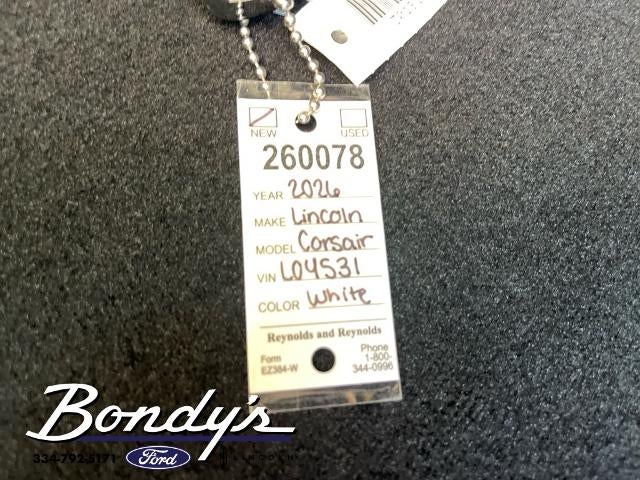 NEW USED
260078
YEAR 2026
MAKE Lincoln
MODEL Corsair
VIN L04531
COLOR White
Reynolds and Reynolds
Form Phone
EZ384-W 1-800-
344-0996
Bondy's
334-792-5171 Ford LINCOLN